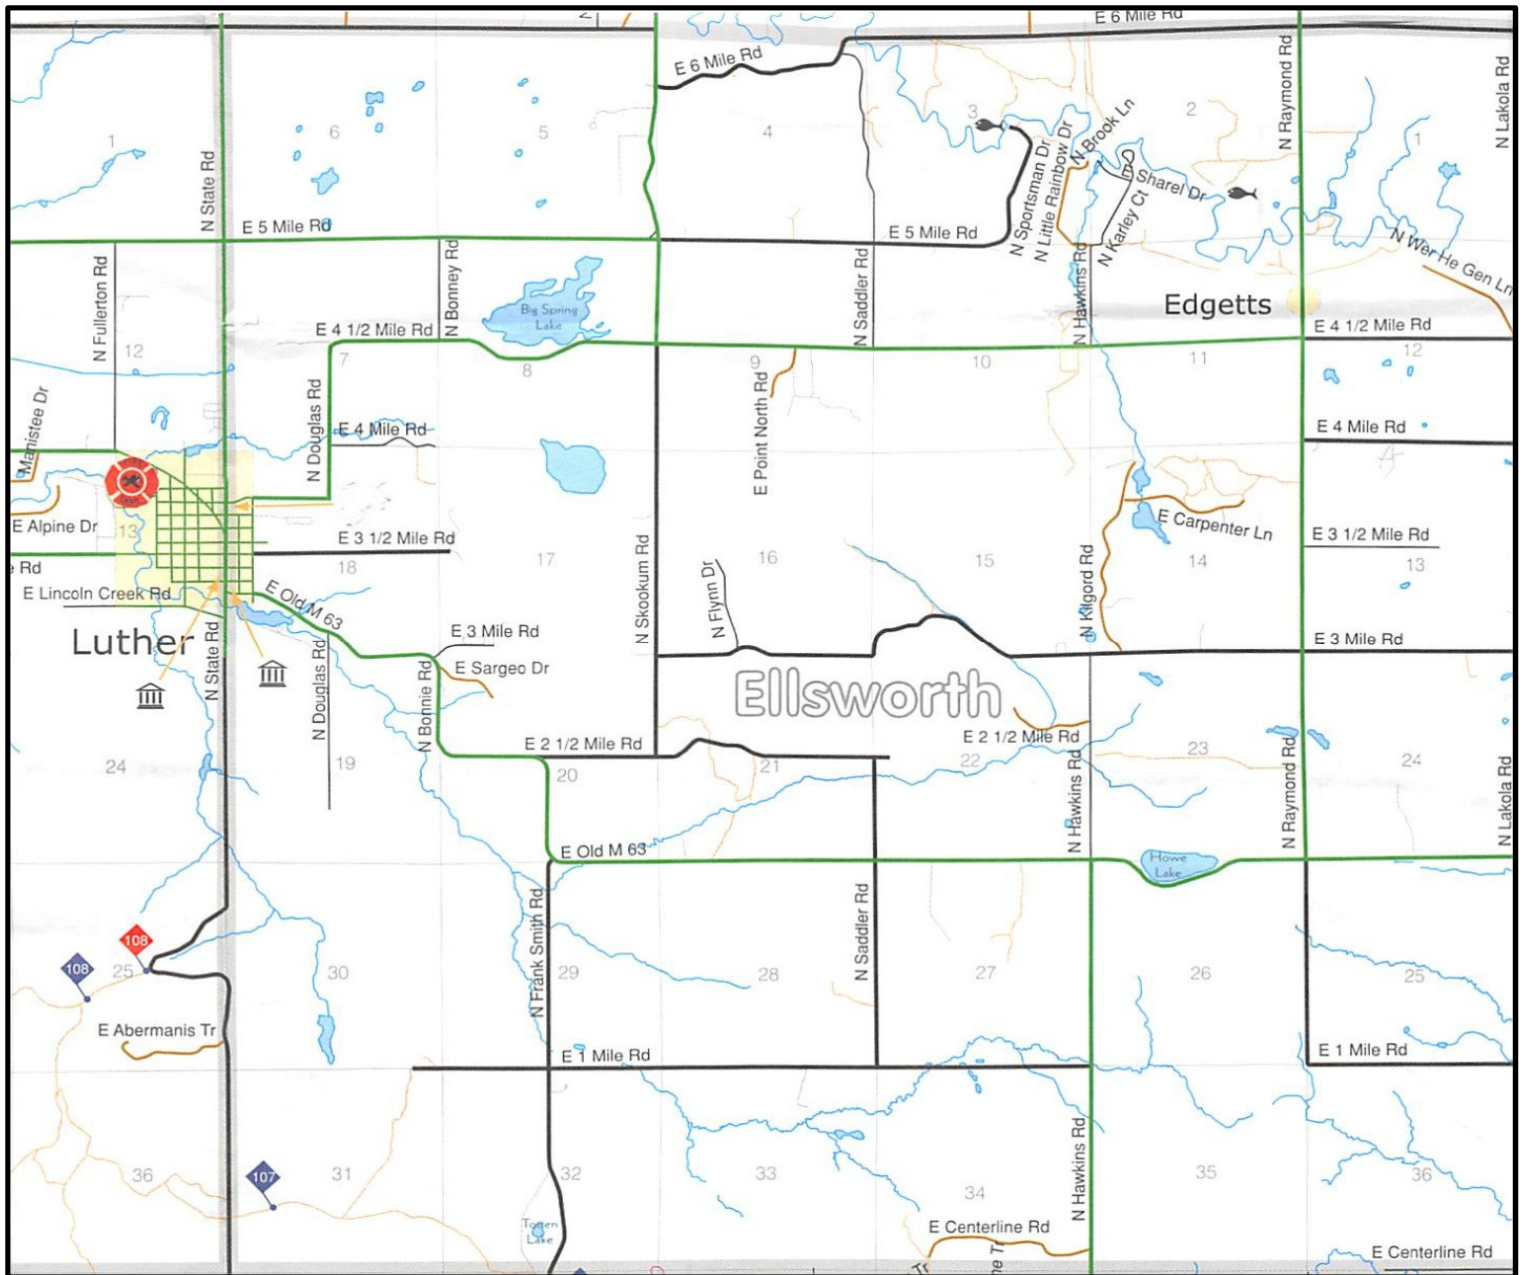 E 6 Mile Rd
E 6 Mile Rd
N State Rd
N Raymond Rd
N Lakola Rd
1
6
5
4
3
2
1
N Sportsman Dr
N Little Rainbow Dr
N Brook Ln
Sharel Dr
N Karley Ct
E 5 Mile Rd
E 5 Mile Rd
N Wer He Gen Ln
N Fullerton Rd
N Bonney Rd
Big Spring
Lake
N Saddler Rd
N Hawkins Rd
Edgetts
E 4 1/2 Mile Rd
E 4 1/2 Mile Rd
12
7
8
9
10
11
12
Manistee Dr
N Douglas Rd
E 4 Mile Rd
E Point North Rd
E 4 Mile Rd
E Alpine Dr
13
E 3 1/2 Mile Rd
E Carpenter Ln
E 3 1/2 Mile Rd
e Rd
18
17
16
15
14
13
N Skookum Rd
N Flynn Dr
N Kilgord Rd
E Lincoln Creek Rd
E Old M 63
Luther
N State Rd
N Douglas Rd
E 3 Mile Rd
E 3 Mile Rd
E Sargeo Dr
N Bonnie Rd
Ellsworth
E 2 1/2 Mile Rd
E 2 1/2 Mile Rd
24
19
20
21
22
23
24
N Hawkins Rd
N Raymond Rd
N Lakola Rd
E Old M 63
Howe
Lake
N Frank Smith Rd
N Saddler Rd
108
108
25
30
29
28
27
26
25
E Abermanis Tr
E 1 Mile Rd
E 1 Mile Rd
107
36
31
32
33
34
35
36
N Hawkins Rd
Lake
E Centerline Rd
E Centerline Rd
Tr
ne Tr